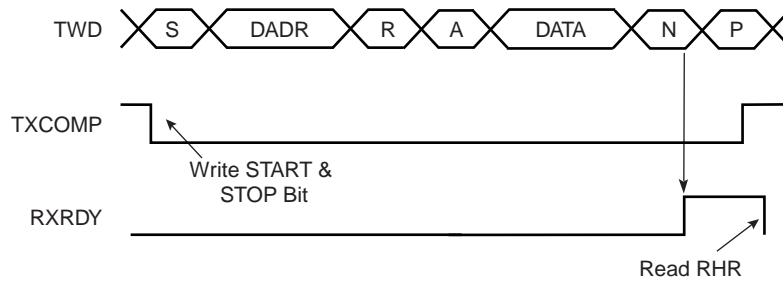 TWD S DADR R A DATA N P
TXCOMP
Write START &
STOP Bit
RXRDY
Read RHR